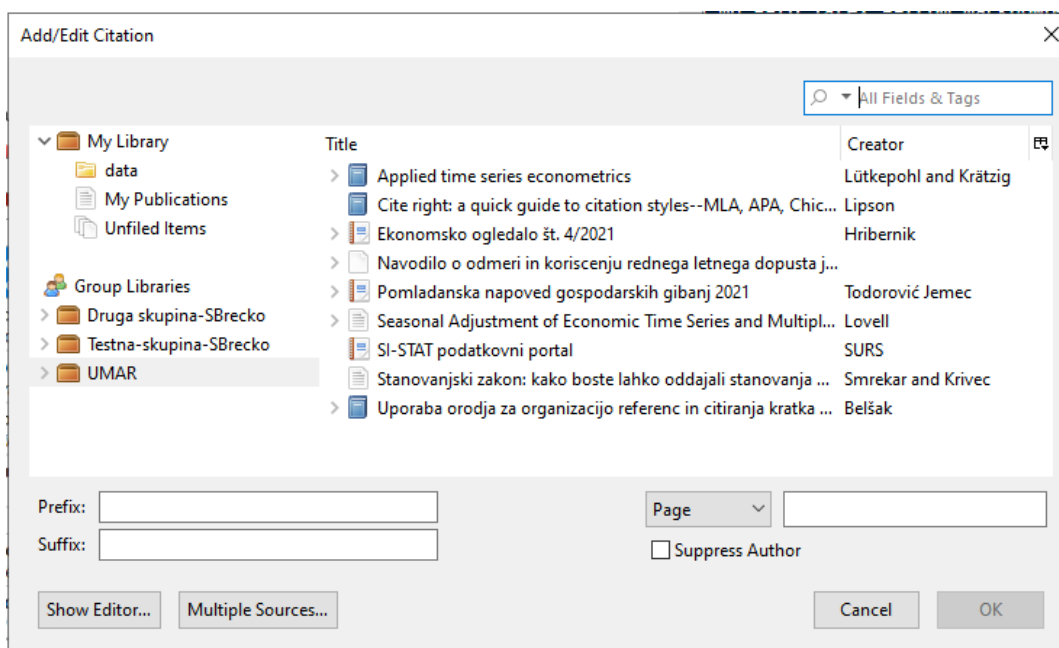 Add/Edit Citation
All Fields & Tags
My Library
data
My Publications
Unfiled Items
Group Libraries
Druga skupina-SBrecko
Testna-skupina-SBrecko
UMAR
Title Creator
Applied time series econometrics Lütkepohl and Krätzig
Cite right: a quick guide to citation styles--MLA, APA, Chic... Lipson
Ekonomsko ogledalo št. 4/2021 Hribernik
Navodilo o odmeri in koriscenju rednega letnega dopusta j...
Pomladanska napoved gospodarskih gibanj 2021 Todorović Jemec
Seasonal Adjustment of Economic Time Series and Multipl... Lovell
SI-STAT podatkovni portal SURS
Stanovanjski zakon: kako boste lahko oddajali stanovanja ... Smrekar and Krivec
Uporaba orodja za organizacijo referenc in citiranja kratka ... Belšak
Prefix:
Page
Suffix:
Suppress Author
Show Editor... Multiple Sources... Cancel OK